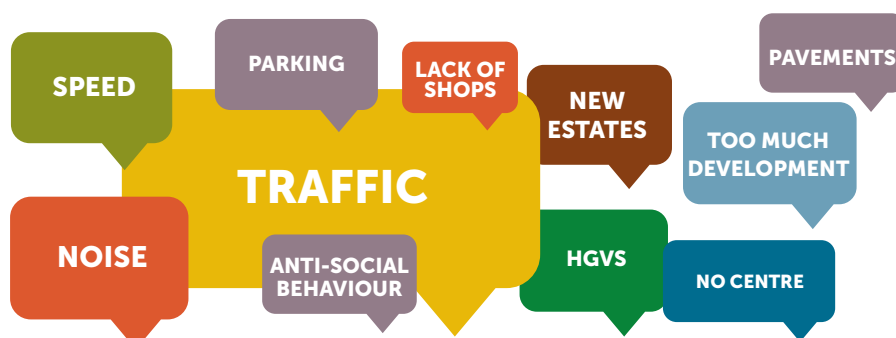 SPEED
PARKING
LACK OF
SHOPS
NEW
ESTATES
PAVEMENTS
TOO MUCH
DEVELOPMENT
TRAFFIC
NOISE
ANTI-SOCIAL
BEHAVIOUR
HGVS
NO CENTRE